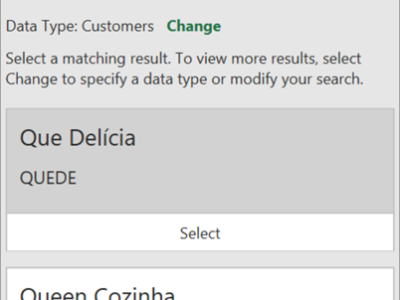 Data Type: Customers Change
Select a matching result. To view more results, select
Change to specify a data type or modify your search.
Que Delícia
QUEDE
Select
Queen Cozinha